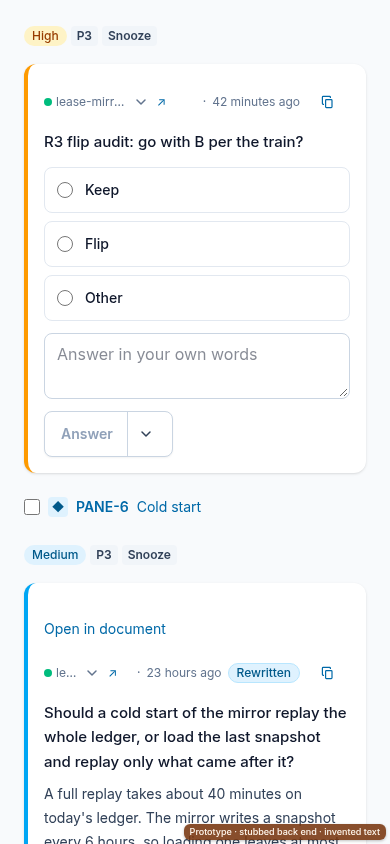 High P3 Snooze
lease-mirr... · 42 minutes ago
R3 flip audit: go with B per the train?
Keep
Flip
Other
Answer in your own words
Answer
PANE-6 Cold start
Medium P3 Snooze
Open in document
le... · 23 hours ago Rewritten
Should a cold start of the mirror replay the
whole ledger, or load the last snapshot
and replay only what came after it?
A full replay takes about 40 minutes on
today's ledger. The mirror writes a snapshot
every 6 hours, so loading one leaves at most
Prototype · stubbed back end · invented text